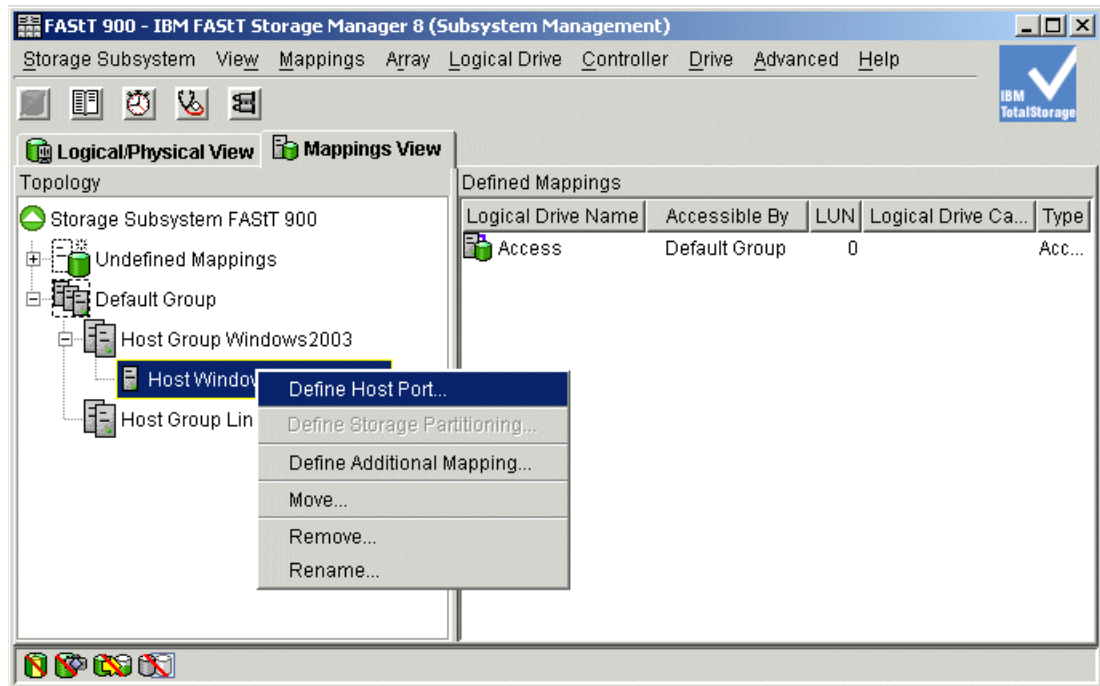 FAStT 900 - IBM FAStT Storage Manager 8 (Subsystem Management)
Storage Subsystem View Mappings Array Logical Drive Controller Drive Advanced Help
IBM
TotalStorage
Logical/Physical View Mappings View
Topology
Storage Subsystem FAStT 900
Undefined Mappings
Default Group
Host Group Windows2003
Host Window
Host Group Lin
Define Host Port...
Define Storage Partitioning...
Define Additional Mapping...
Move...
Remove...
Rename...
Defined Mappings
Logical Drive Name Accessible By LUN Logical Drive Ca... Type
Access Default Group 0 Acc...